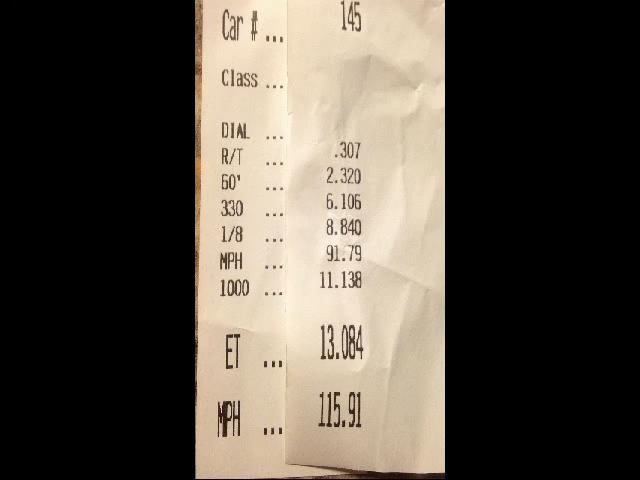 Car # ... 145
Class ...
DIAL ...
R/T ... .307
60' ... 2.320
330 ... 6.106
1/8 ... 8.840
MPH ... 91.79
1000 ... 11.138
ET ... 13.084
MPH ... 115.91